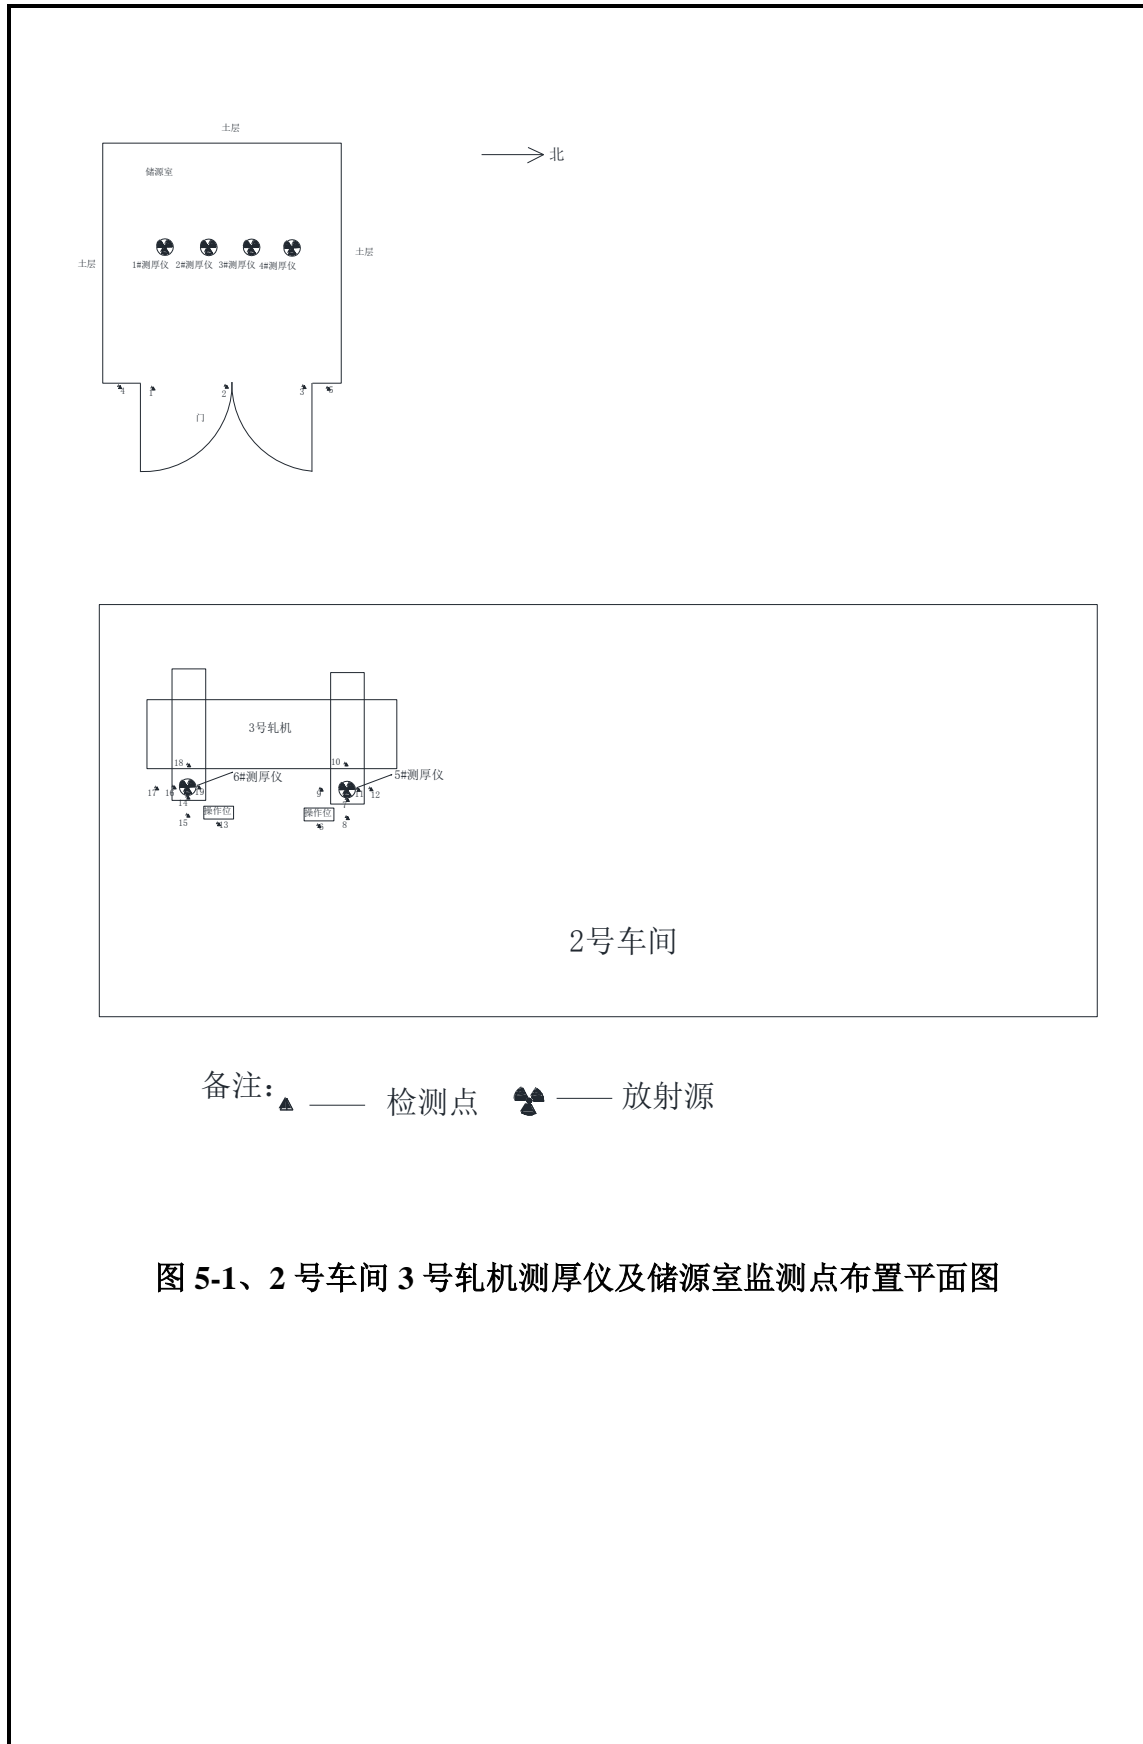 土层
北
储源室
土层
土层
1#测厚仪 2#测厚仪 3#测厚仪 4#测厚仪
4 1 2 3 5
门
3号轧机
18 10
6#测厚仪 5#测厚仪
17 16 19 9 11 12
14 7
操作位 操作位
15 13 6 8
2号车间
备注:
检测点 放射源
图 5-1、2 号车间 3 号轧机测厚仪及储源室监测点布置平面图